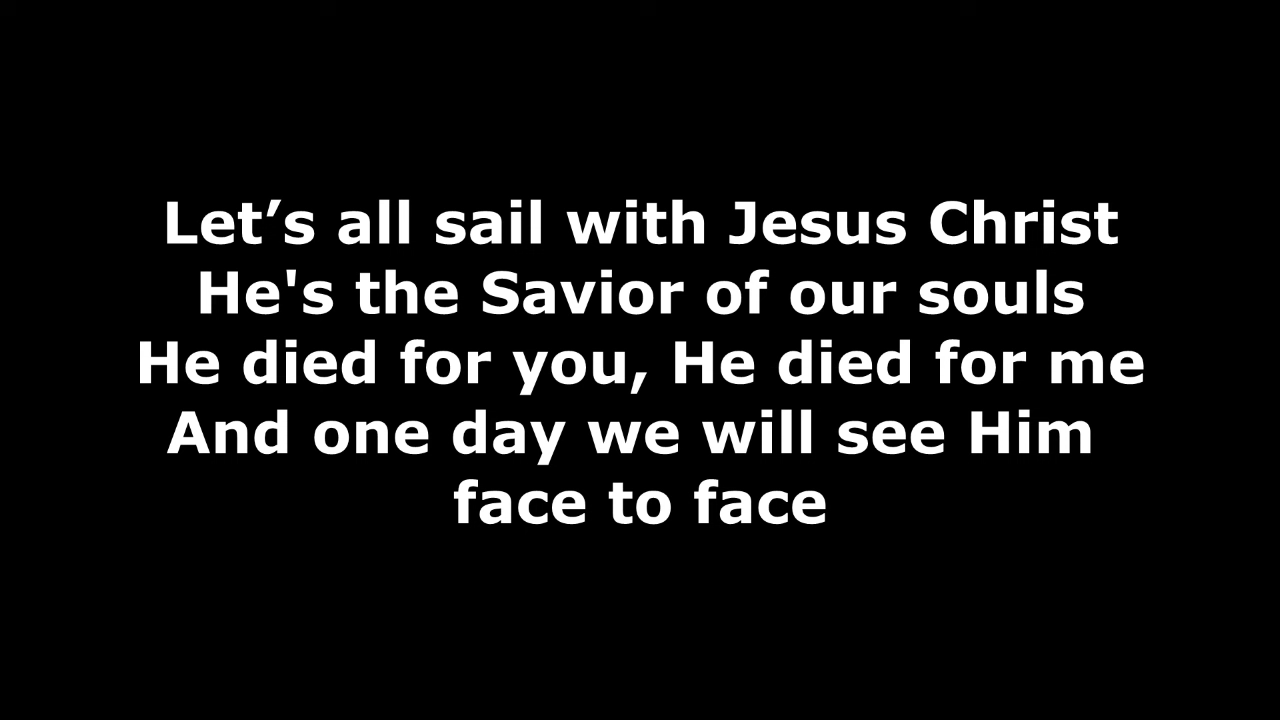 Let’s all sail with Jesus Christ
He's the Savior of our souls
He died for you, He died for me
And one day we will see Him
face to face